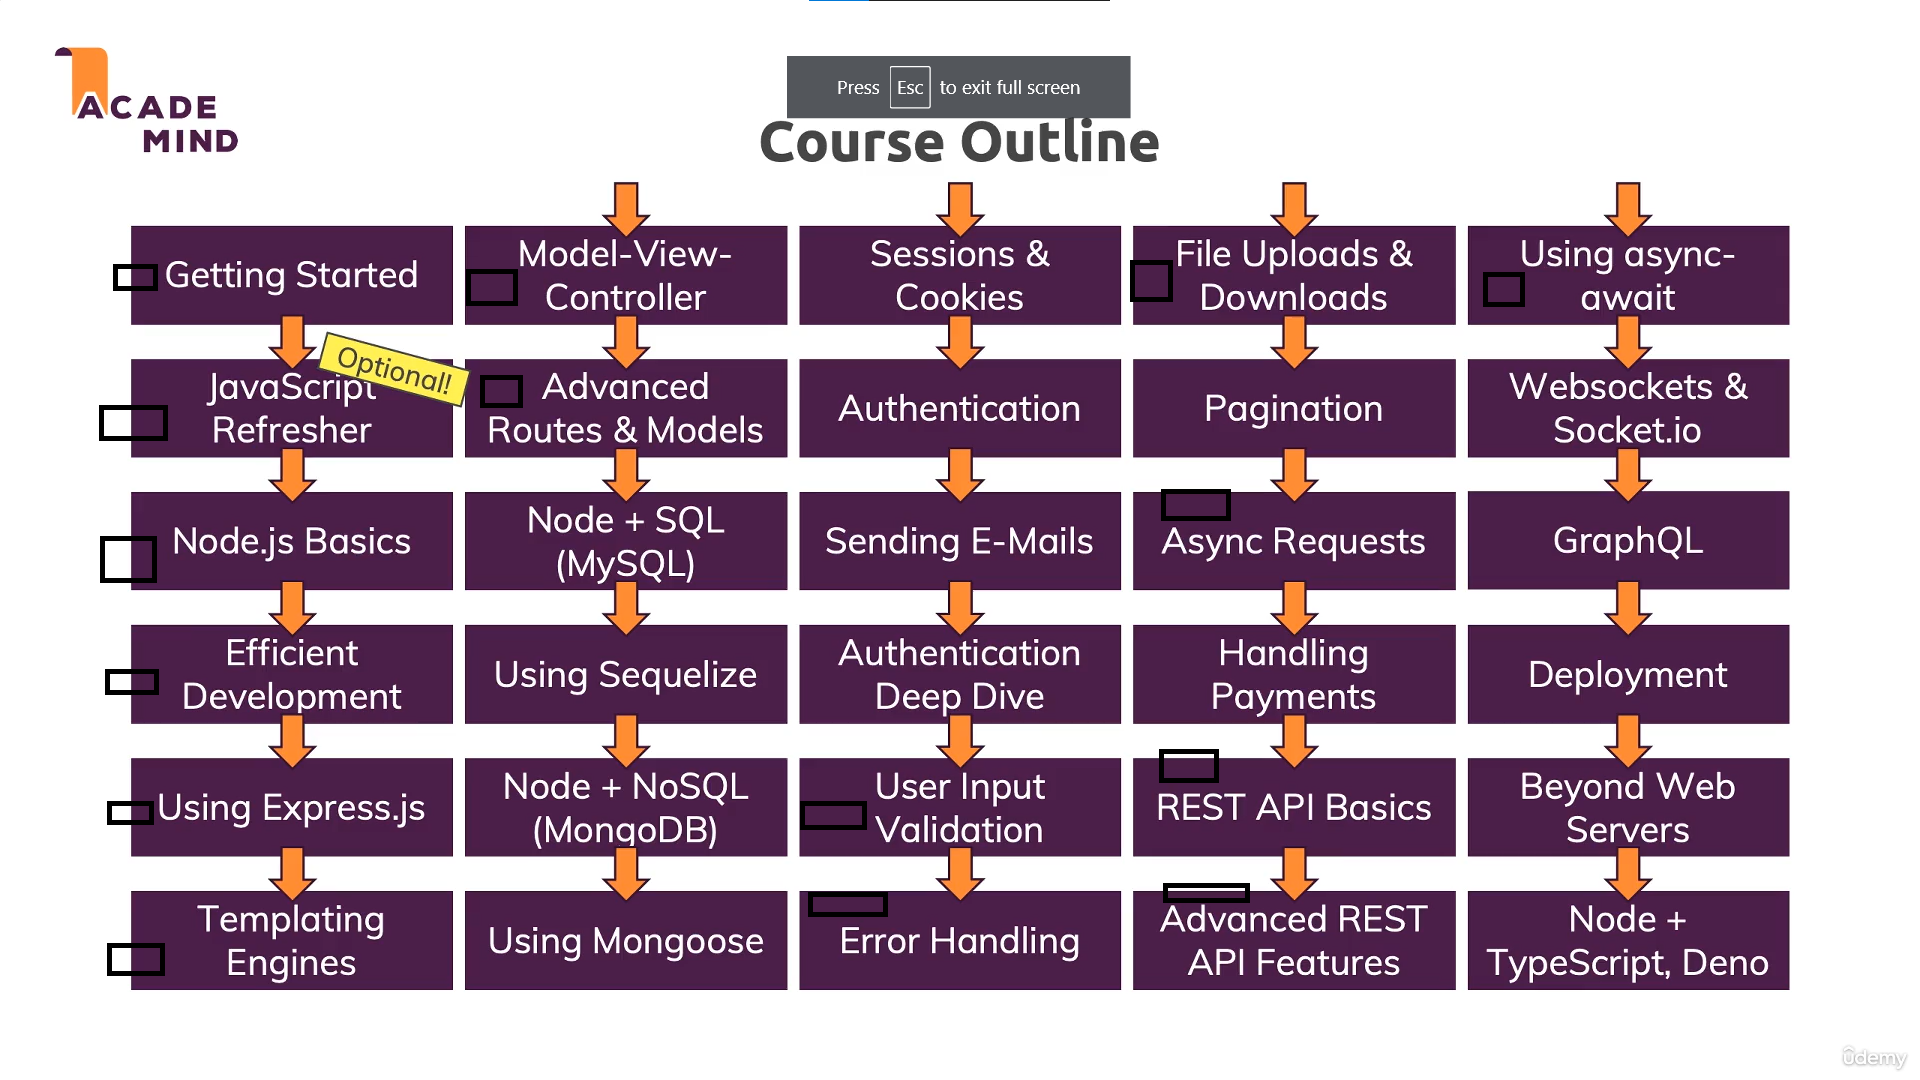 ACADE
MIND
Press Esc to exit full screen
Course Outline
Getting Started
Optional!
JavaScript
Refresher
Node.js Basics
Efficient
Development
Using Express.js
Templating
Engines
Model-View-
Controller
Advanced
Routes & Models
Node + SQL
(MySQL)
Using Sequelize
Node + NoSQL
(MongoDB)
Using Mongoose
Sessions &
Cookies
Authentication
Sending E-Mails
Authentication
Deep Dive
User Input
Validation
Error Handling
File Uploads &
Downloads
Pagination
Async Requests
Handling
Payments
REST API Basics
Advanced REST
API Features
Using async-
await
Websockets &
Socket.io
GraphQL
Deployment
Beyond Web
Servers
Node +
TypeScript, Deno
ûdemy